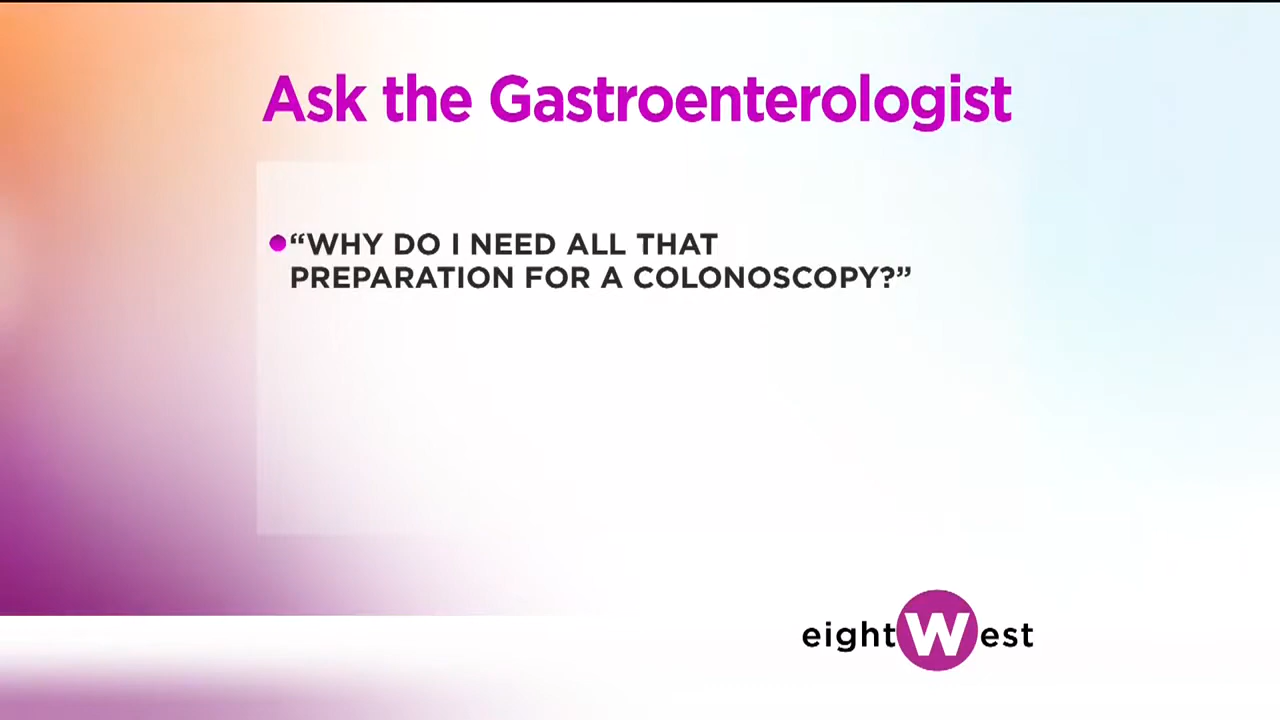 Ask the Gastroenterologist
“WHY DO I NEED ALL THAT
PREPARATION FOR A COLONOSCOPY?”
eightWest